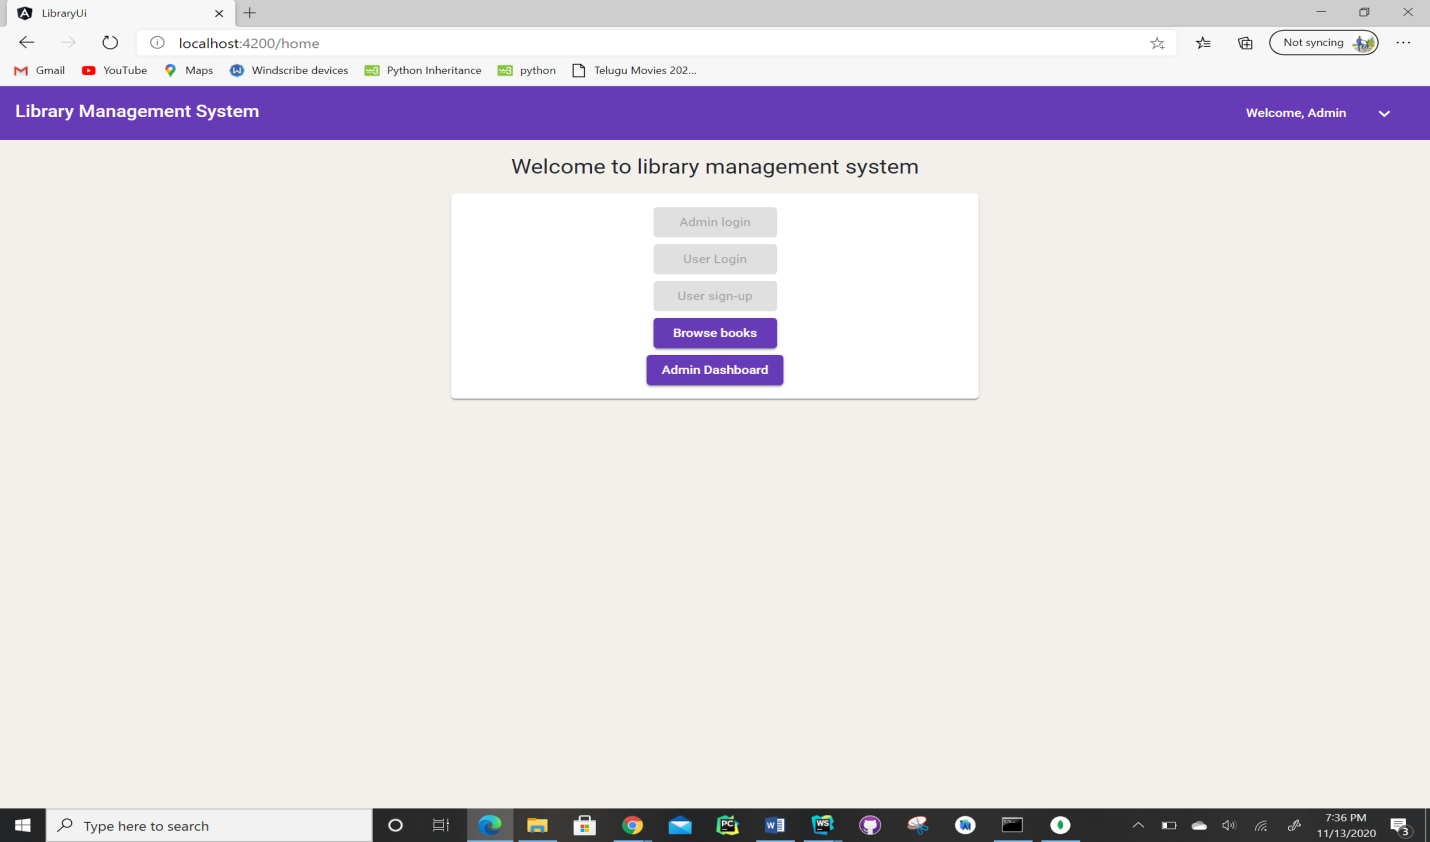 LibraryUi
localhost:4200/home
Not syncing
Gmail YouTube Maps Windscribe devices Python Inheritance python Telugu Movies 202...
Library Management System
Welcome, Admin
Welcome to library management system
Admin login
User Login
User sign-up
Browse books
Admin Dashboard
Type here to search
7:36 PM
11/13/2020
3